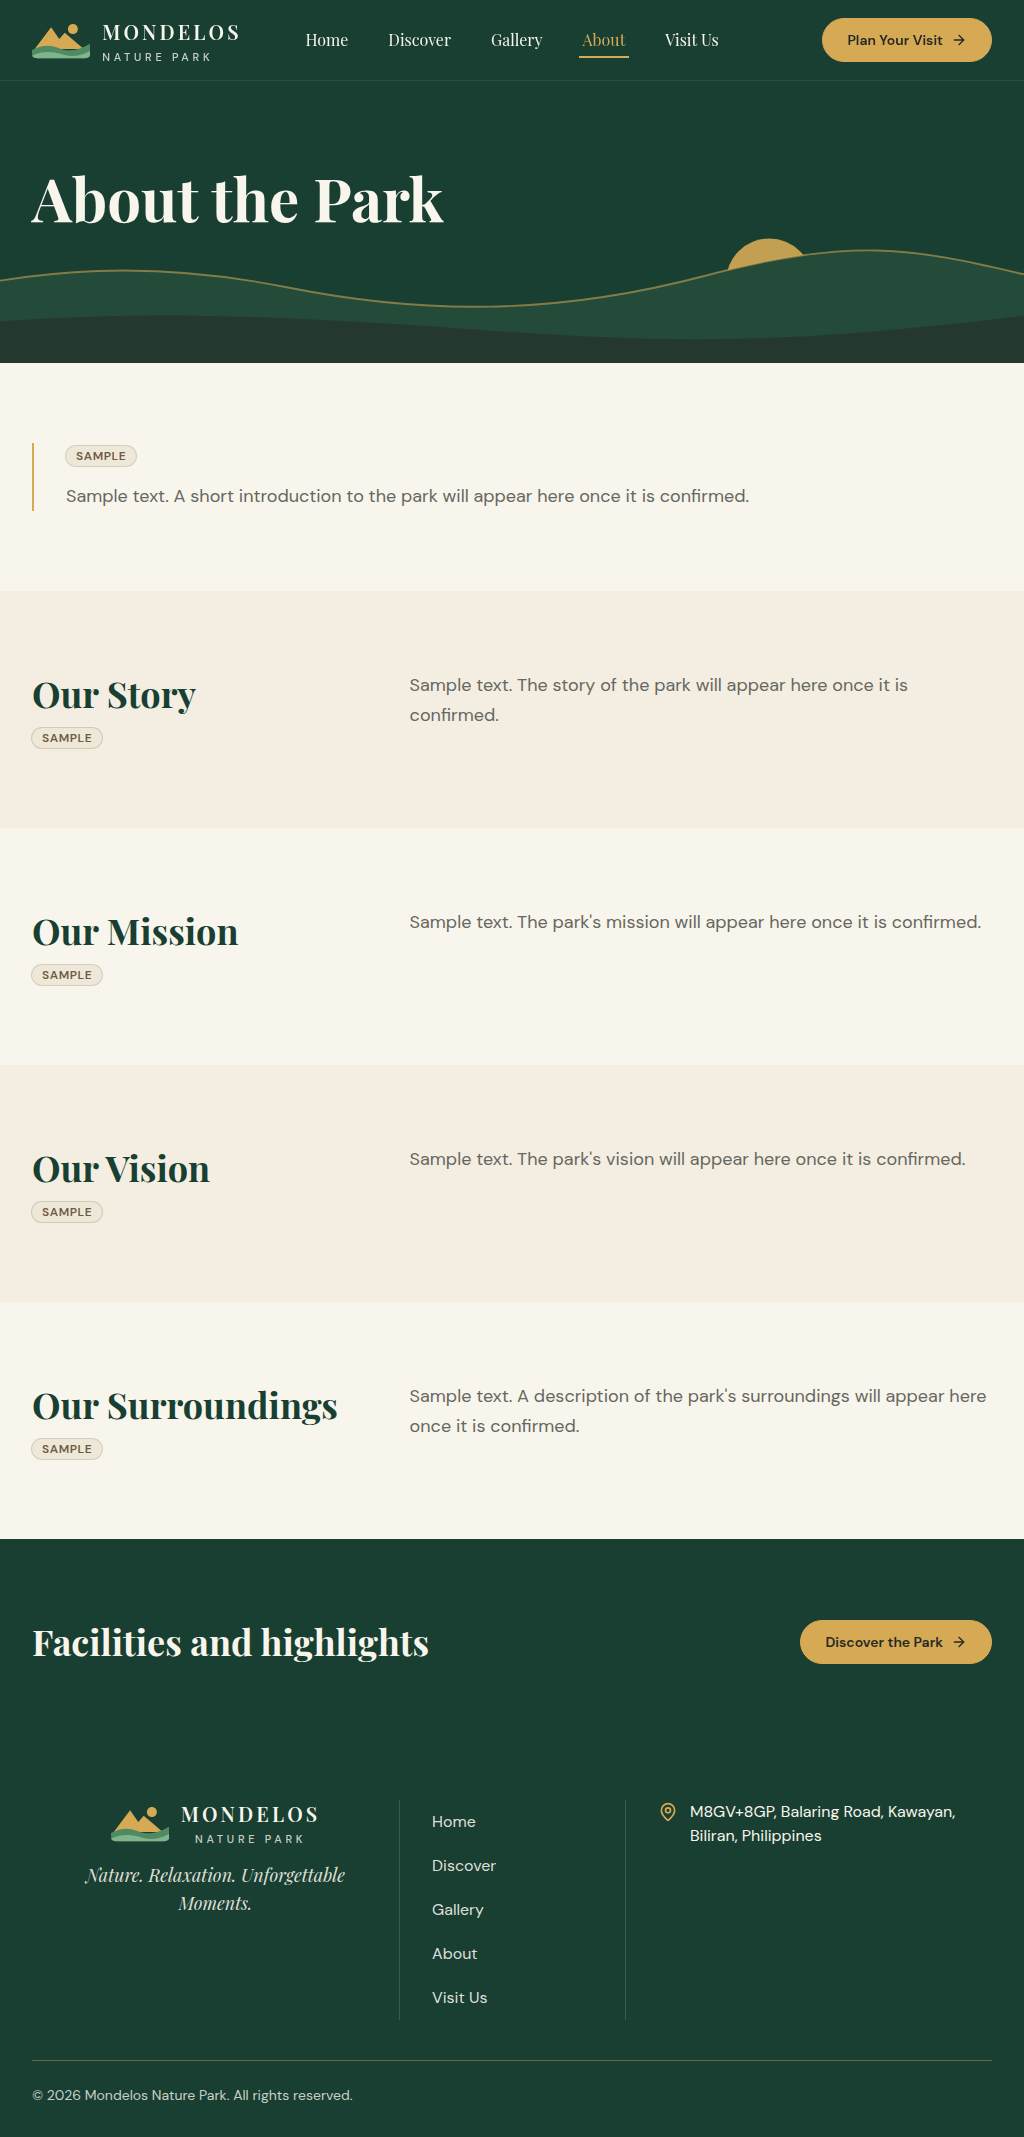 MONDELOS
NATURE PARK
Home
Discover
Gallery
About
Visit Us
Plan Your Visit
About the Park
SAMPLE
Sample text. A short introduction to the park will appear here once it is confirmed.
Our Story
SAMPLE
Sample text. The story of the park will appear here once it is
confirmed.
Our Mission
SAMPLE
Sample text. The park's mission will appear here once it is confirmed.
Our Vision
SAMPLE
Sample text. The park's vision will appear here once it is confirmed.
Our Surroundings
SAMPLE
Sample text. A description of the park's surroundings will appear here
once it is confirmed.
Facilities and highlights
Discover the Park
MONDELOS
NATURE PARK
Nature. Relaxation. Unforgettable
Moments.
Home
Discover
Gallery
About
Visit Us
M8GV+8GP, Balaring Road, Kawayan,
Biliran, Philippines
© 2026 Mondelos Nature Park. All rights reserved.